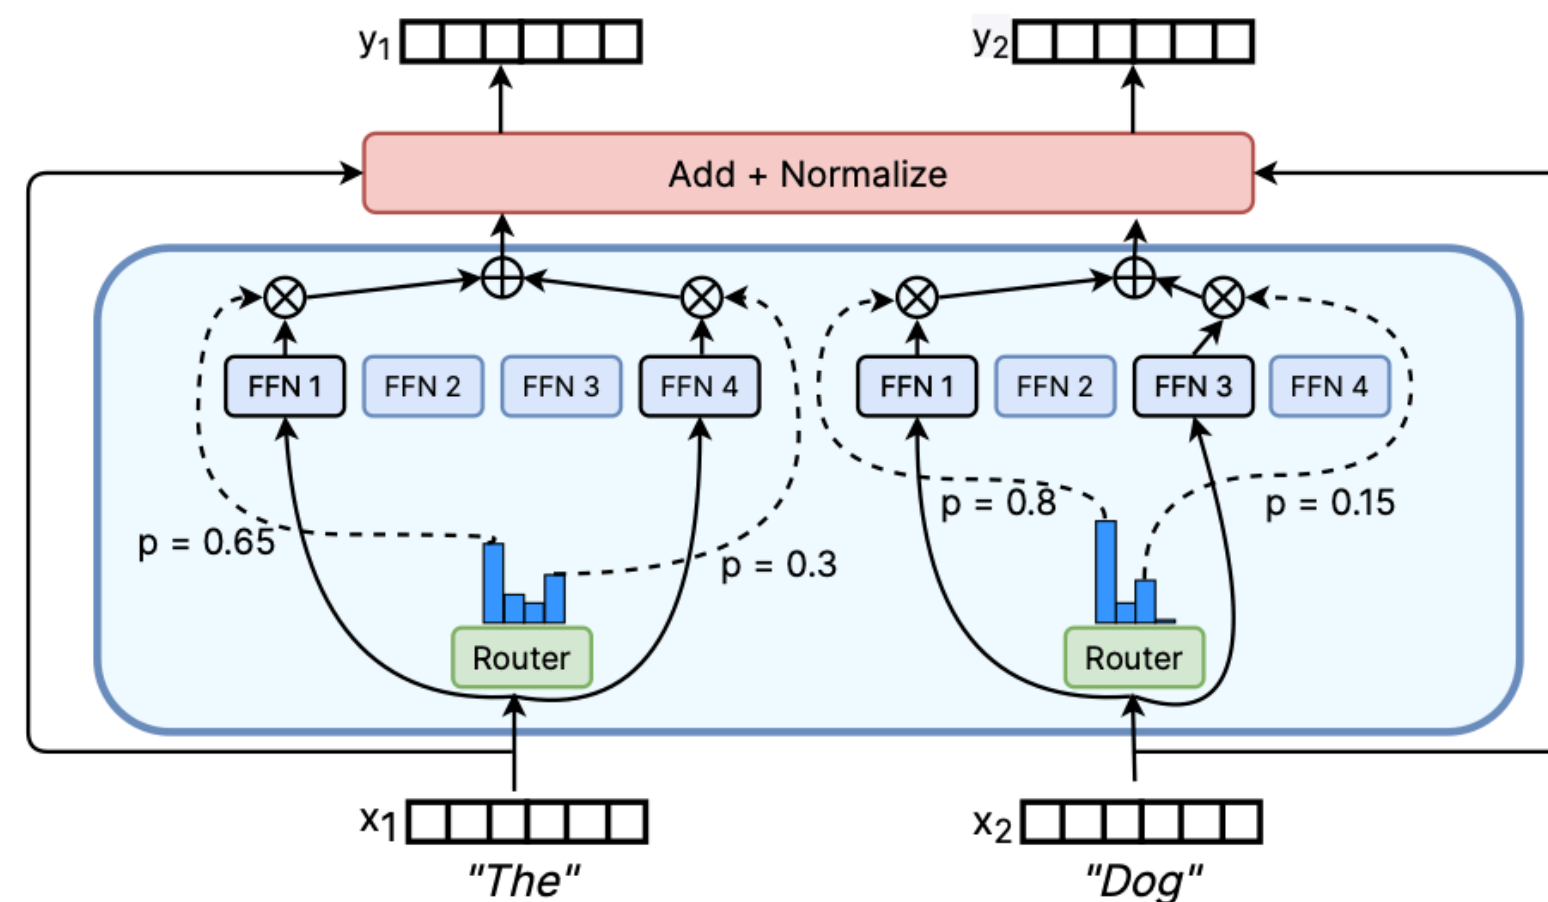 y1 y2
Add + Normalize
FFN 1 FFN 2 FFN 3 FFN 4 FFN 1 FFN 2 FFN 3 FFN 4
p = 0.8 p = 0.15
p = 0.65 p = 0.3
Router Router
x1 x2
"The" "Dog"